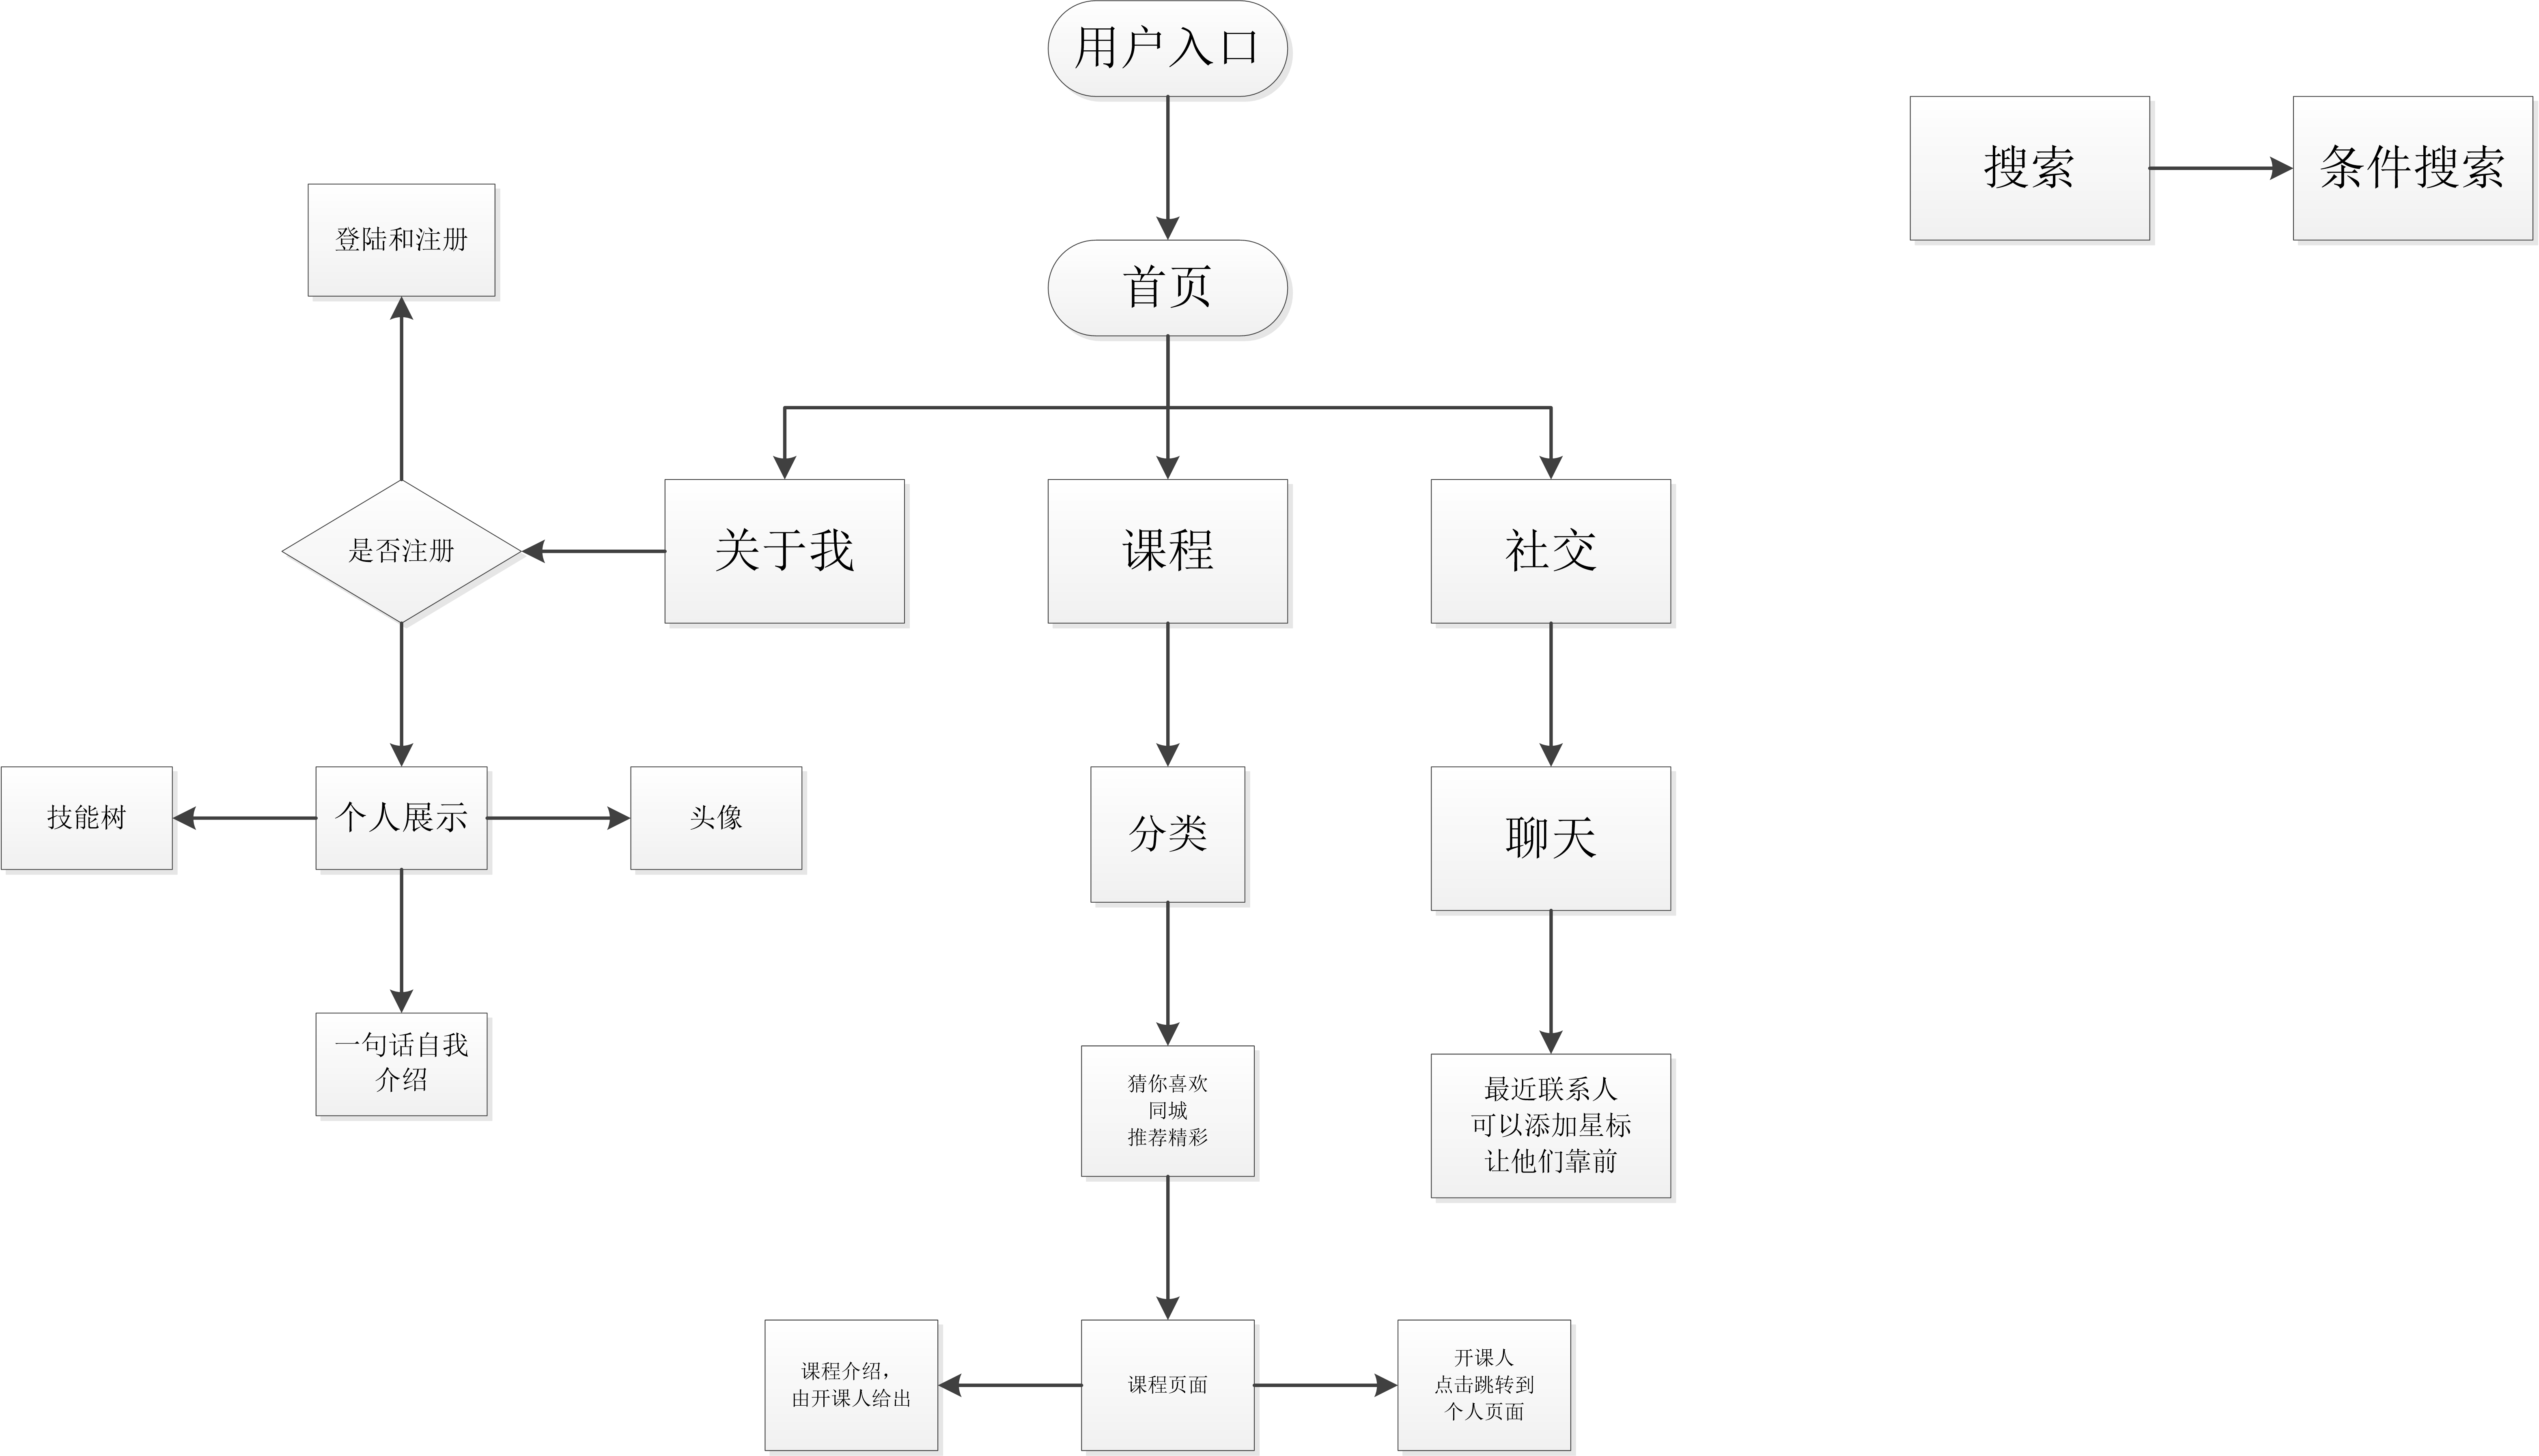 用户入口
搜索
条件搜索
登陆和注册
首页
是否注册
关于我
课程
社交
技能树
个人展示
头像
分类
聊天
一句话自我
介绍
猜你喜欢
同城
推荐精彩
最近联系人
可以添加星标
让他们靠前
课程介绍，
由开课人给出
课程页面
开课人
点击跳转到
个人页面